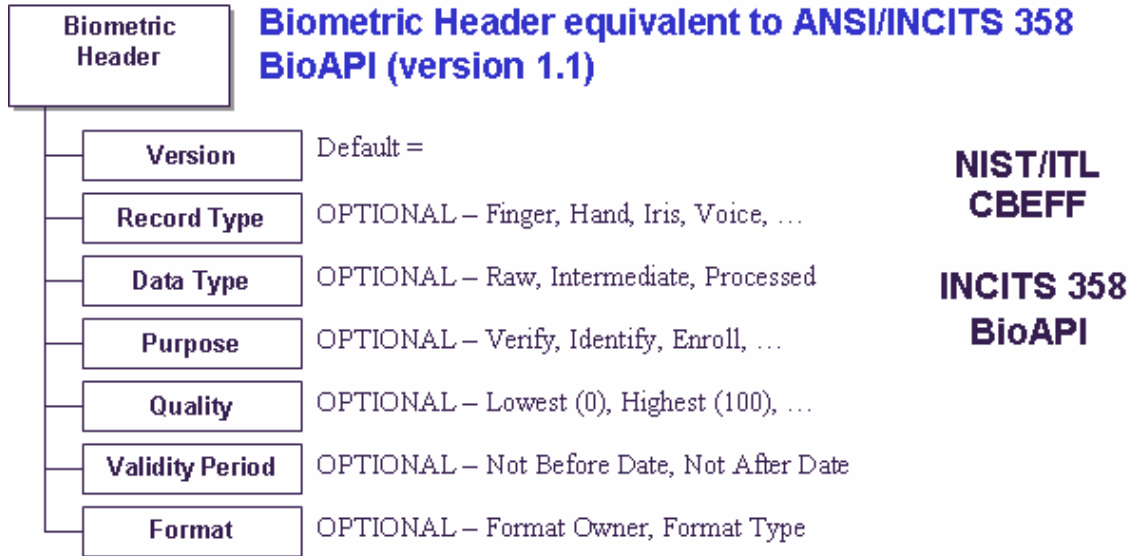 Biometric
Header
Biometric Header equivalent to ANSI/INCITS 358
BioAPI (version 1.1)
Version
Default =
Record Type
OPTIONAL – Finger, Hand, Iris, Voice, …
Data Type
OPTIONAL – Raw, Intermediate, Processed
Purpose
OPTIONAL – Verify, Identify, Enroll, …
Quality
OPTIONAL – Lowest (0), Highest (100), …
Validity Period
OPTIONAL – Not Before Date, Not After Date
Format
OPTIONAL – Format Owner, Format Type
NIST/ITL
CBEFF
INCITS 358
BioAPI